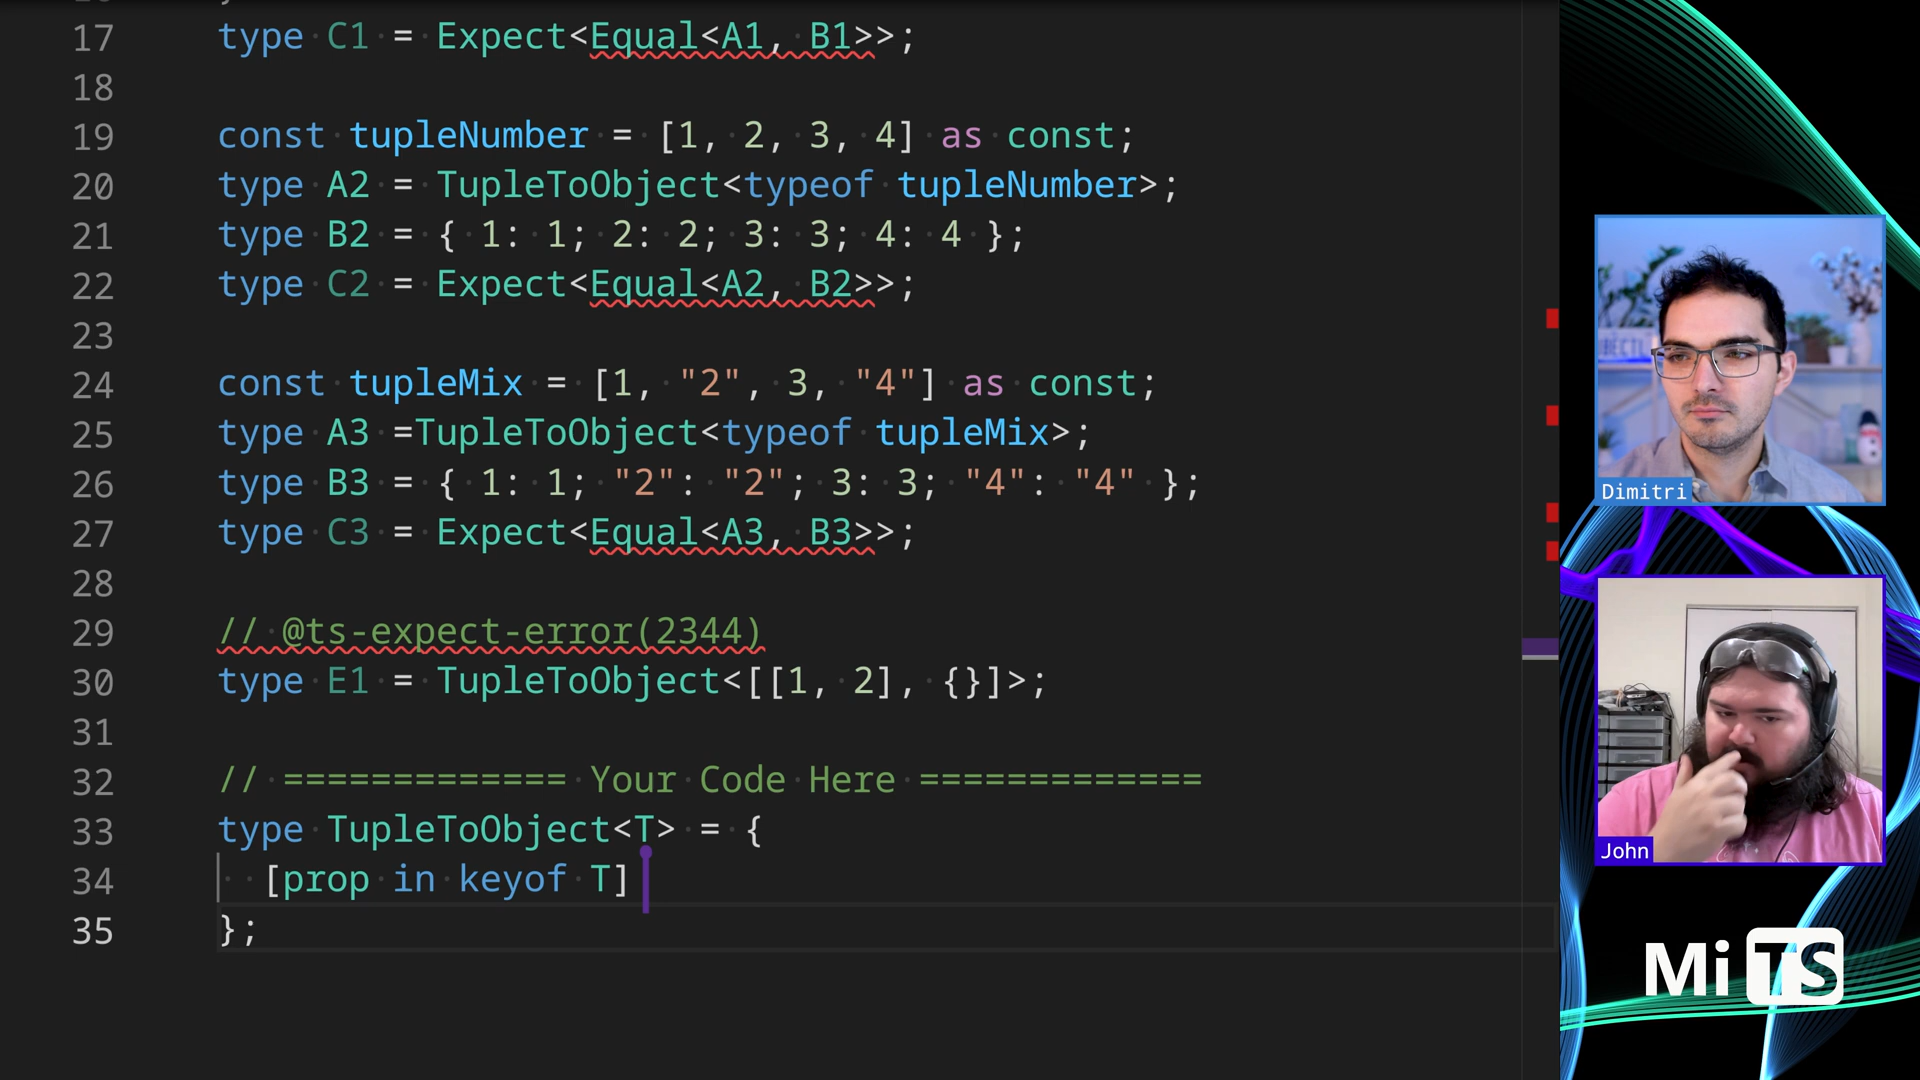 17 type C1 = Expect<Equal<A1, B1>>;
18
19 const tupleNumber = [1, 2, 3, 4] as const;
20 type A2 = TupleToObject<typeof tupleNumber>;
21 type B2 = { 1: 1; 2: 2; 3: 3; 4: 4 };
22 type C2 = Expect<Equal<A2, B2>>;
23
24 const tupleMix = [1, "2", 3, "4"] as const;
25 type A3 =TupleToObject<typeof tupleMix>;
26 type B3 = { 1: 1; "2": "2"; 3: 3; "4": "4" };
27 type C3 = Expect<Equal<A3, B3>>;
28
29 // @ts-expect-error(2344)
30 type E1 = TupleToObject<[[1, 2], {}]>;
31
32 // ============= Your Code Here =============
33 type TupleToObject<T> = {
34   [prop in keyof T]
35 };
Dimitri
John
Mi TS